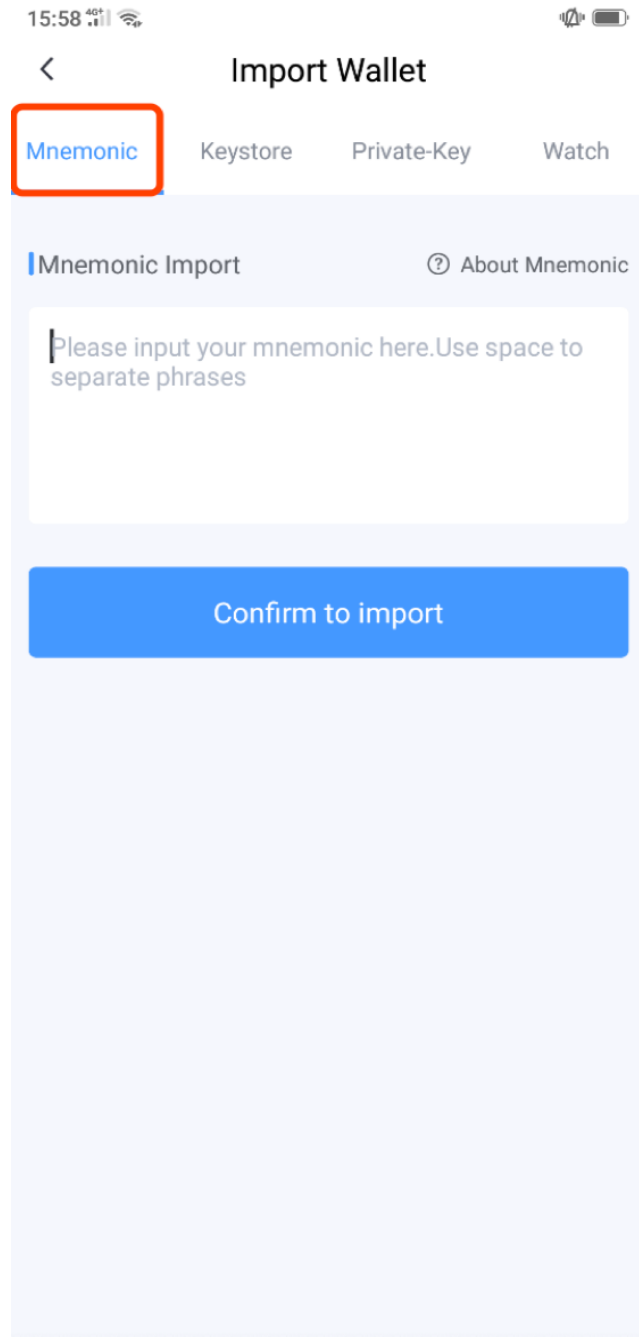 15:58 4G+
Import Wallet
Mnemonic Keystore Private-Key Watch
Mnemonic Import ? About Mnemonic
Please input your mnemonic here.Use space to
separate phrases
Confirm to import